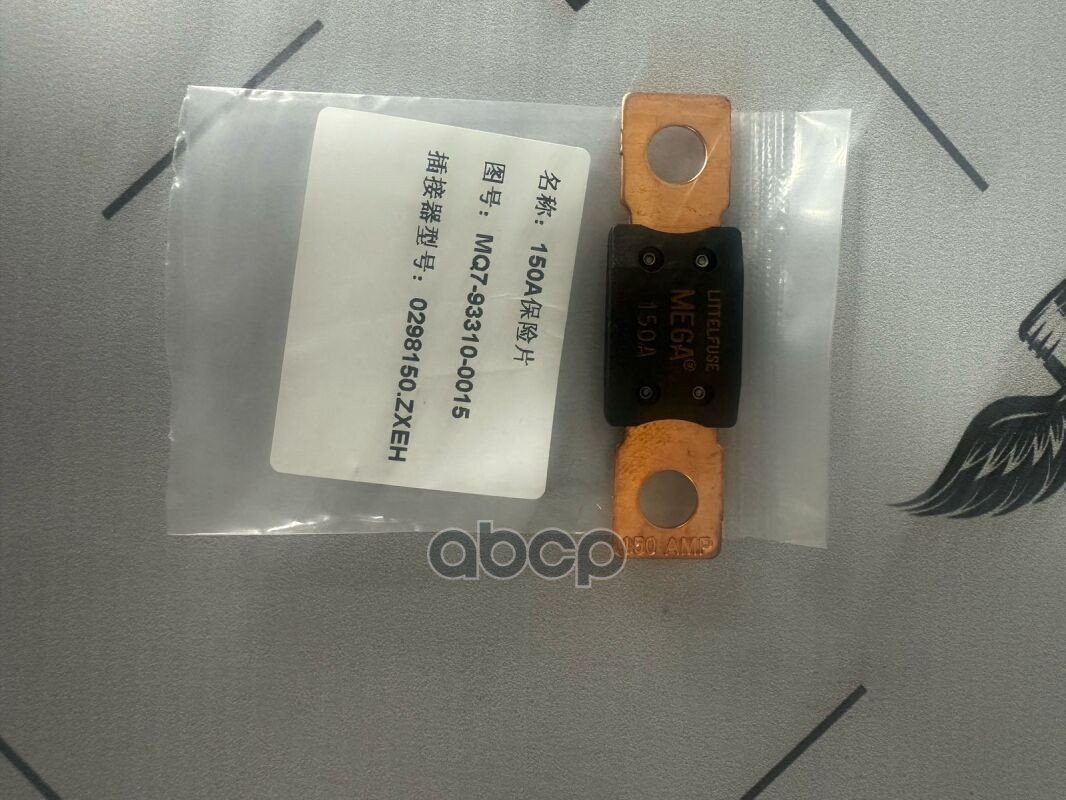 名称：150A保险片
图号：MQ7-93310-0015
插接器型号：0298150.ZXEH
LITTELFUSE
MEGA®
150A
150 AMP
abcp